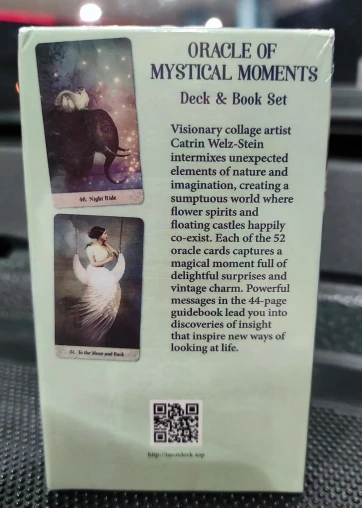 ORACLE OF
MYSTICAL MOMENTS
Deck & Book Set
Visionary collage artist
Catrin Welz-Stein
intermixes unexpected
elements of nature and
imagination, creating a
sumptuous world where
flower spirits and
floating castles happily
co-exist. Each of the 52
oracle cards captures a
magical moment full of
delightful surprises and
vintage charm. Powerful
messages in the 44-page
guidebook lead you into
discoveries of insight
that inspire new ways of
looking at life.
Night Ride
To the Moon and Back